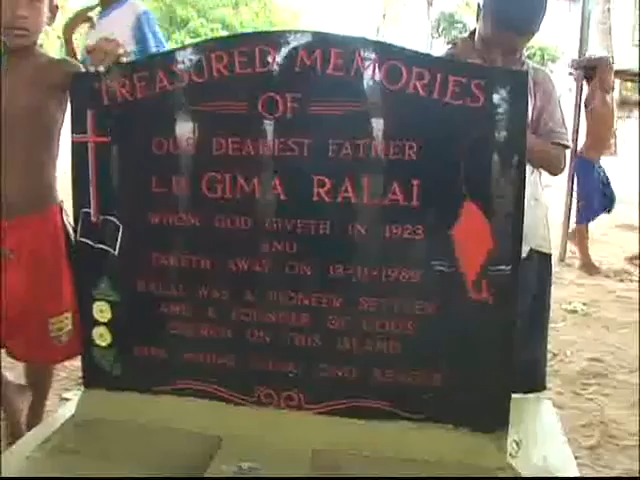 TREASURED MEMORIES
OF
OUR DEAREST FATHER
GIMA RALAI
WHOM GOD GIVETH IN 1923
AND
TAKETH AWAY ON 13-11-1989
RALAI WAS A PIONEER SETTLER
AND A FOUNDER OF GODS
CHURCH ON THIS ISLAND